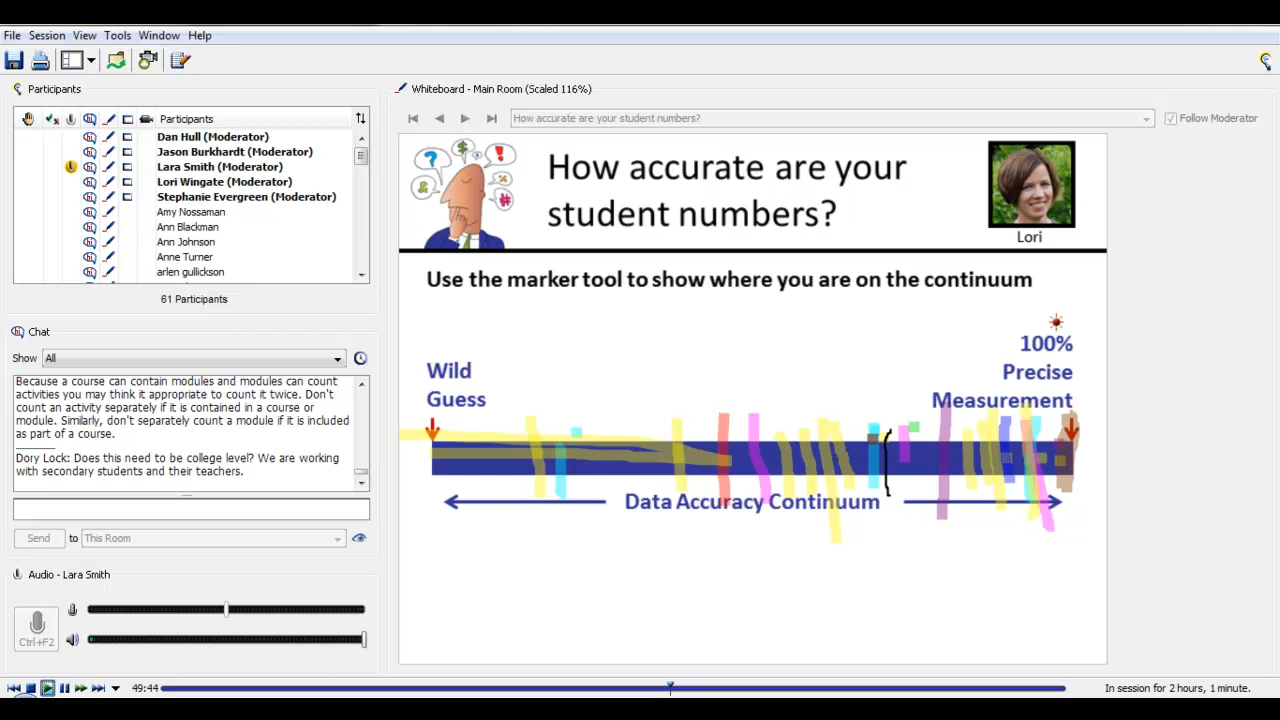 File Session View Tools Window Help
Participants
Participants
Dan Hull (Moderator)
Jason Burkhardt (Moderator)
Lara Smith (Moderator)
Lori Wingate (Moderator)
Stephanie Evergreen (Moderator)
Amy Nossaman
Ann Blackman
Ann Johnson
Anne Turner
arlen gullickson
61 Participants
Chat
Show All
Because a course can contain modules and modules can count
activities you may think it appropriate to count it twice. Don't
count an activity separately if it is contained in a course or
module. Similarly, don't separately count a module if it is included
as part of a course.
Dory Lock: Does this need to be college level? We are working
with secondary students and their teachers.
Send to This Room
Audio - Lara Smith
Ctrl+F2
Whiteboard - Main Room (Scaled 116%)
How accurate are your student numbers?
Follow Moderator
How accurate are your
student numbers?
Lori
Use the marker tool to show where you are on the continuum
Wild
Guess
100%
Precise
Measurement
Data Accuracy Continuum
49:44
In session for 2 hours, 1 minute.